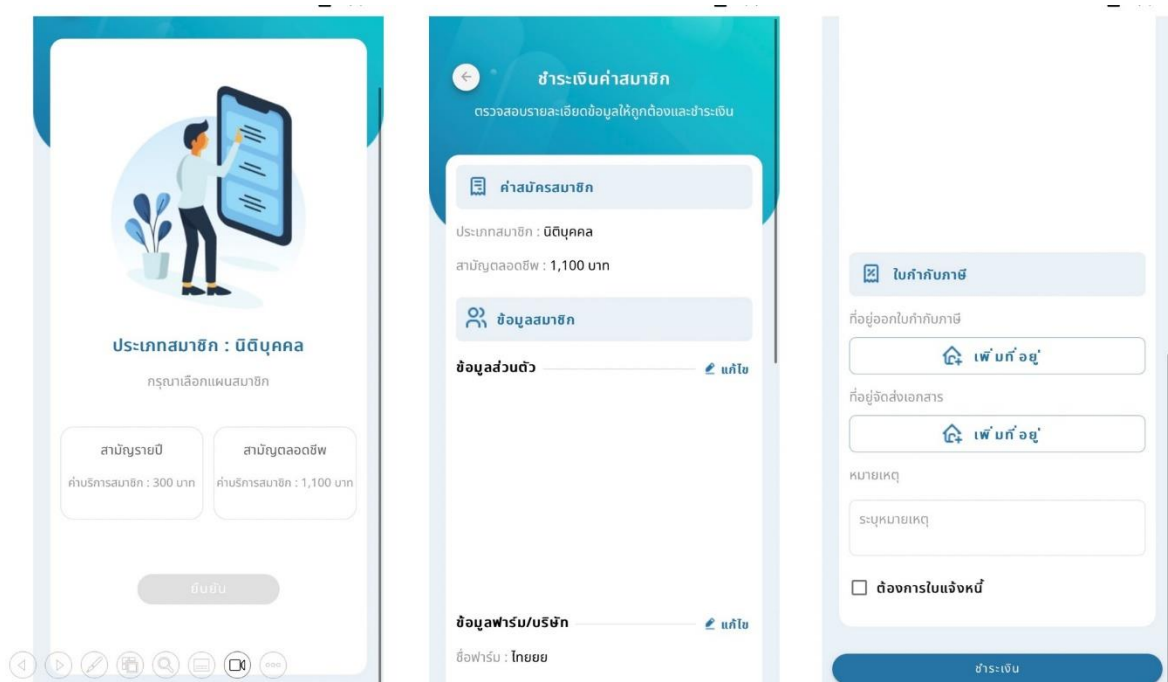 ประเภทสมาชิก : นิติบุคคล
กรุณาเลือกแผนสมาชิก
สามัญรายปี
ค่าบริการสมาชิก : 300 บาท
สามัญตลอดชีพ
ค่าบริการสมาชิก : 1,100 บาท
ยืนยัน
ชำระเงินค่าสมาชิก
ตรวจสอบรายละเอียดข้อมูลให้ถูกต้องและชำระเงิน
ค่าสมัครสมาชิก
ประเภทสมาชิก : นิติบุคคล
สามัญตลอดชีพ : 1,100 บาท
ข้อมูลสมาชิก
ข้อมูลส่วนตัว แก้ไข
ข้อมูลฟาร์ม/บริษัท แก้ไข
ชื่อฟาร์ม : ไทยยย
ใบกำกับภาษี
ที่อยู่ออกใบกำกับภาษี
เพิ่มที่อยู่
ที่อยู่จัดส่งเอกสาร
เพิ่มที่อยู่
หมายเหตุ
ระบุหมายเหตุ
ต้องการใบแจ้งหนี้
ชำระเงิน